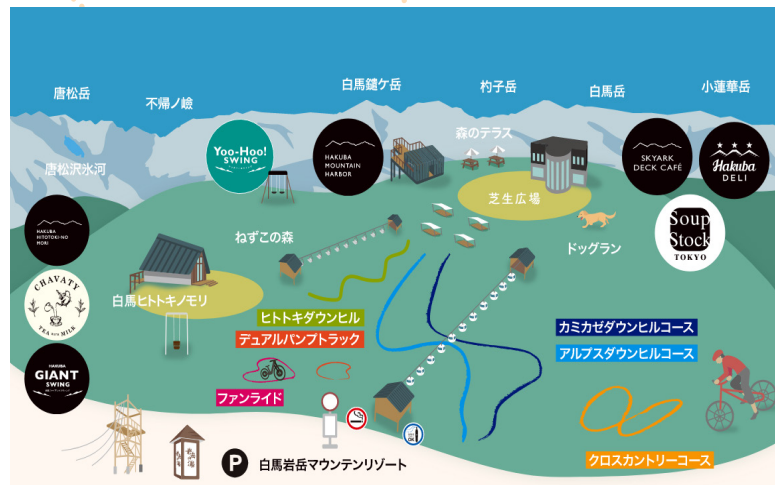 唐松岳
不帰ノ嶮
白馬鑓ケ岳
杓子岳
白馬岳
小蓮華岳
唐松沢氷河
Yoo-Hoo!
SWING
HAKUBA
MOUNTAIN
HARBOR
森のテラス
SKYARK
DECK CAFÉ
Hakuba
DELI
芝生広場
HAKUBA
HITOTOKI-NO
MORI
ねずこの森
ドッグラン
Soup
Stock
TOKYO
CHAVATY
TEA and MILK
白馬ヒトトキノモリ
ヒトトキダウンヒル
デュアルパンプトラック
カミカゼダウンヒルコース
アルプスダウンヒルコース
HAKUBA
GIANT
SWING
ファンライド
クロスカントリーコース
OK
P
白馬岩岳マウンテンリゾート